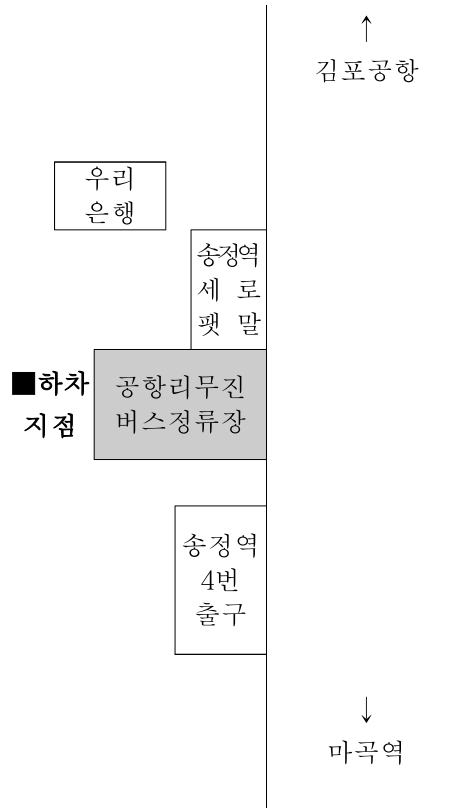 ↑
김포공항
우리
은행
송정역
세 로
팻 말
■하차
지점
공항리무진
버스정류장
송정역
4번
출구
↓
마곡역